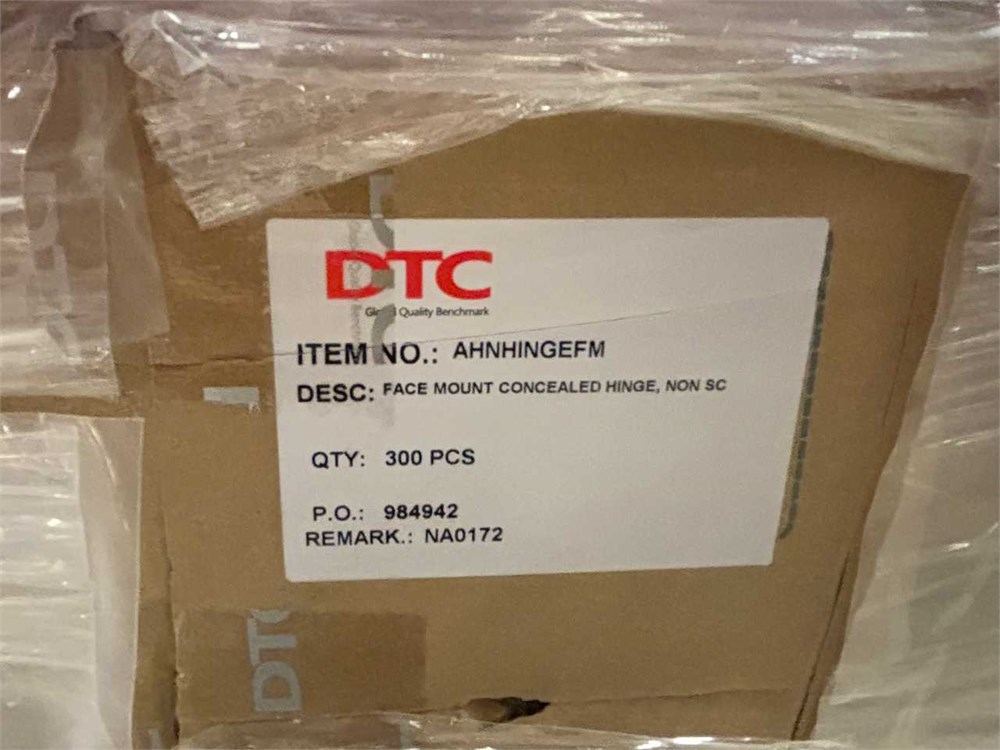 DTC
Global Quality Benchmark
ITEM NO.: AHNHINGEFM
DESC: FACE MOUNT CONCEALED HINGE, NON SC
QTY: 300 PCS
P.O.: 984942
REMARK.: NA0172
DTC